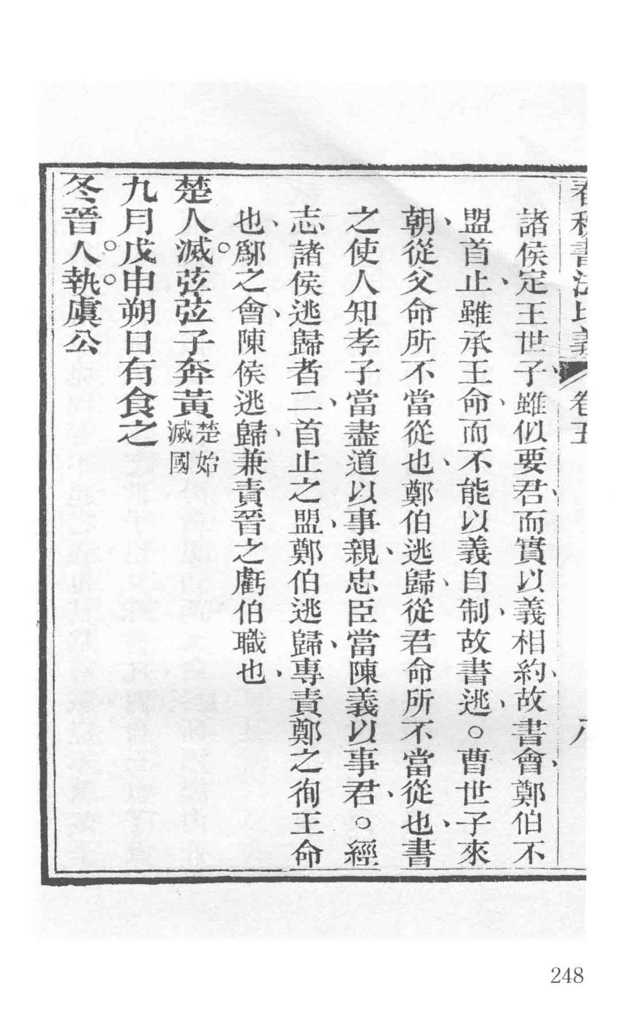 春秋書法比義 卷五 八
諸侯定王世子、雖似要君、而實以義相約、故書會、鄭伯不
盟首止、雖承王命、而不能以義自制、故書逃、○曹世子來
朝、從父命所不當從也、鄭伯逃歸、從君命所不當從也、書
之使人知孝子當盡道以事親、忠臣當陳義以事君、○經
志諸侯逃歸者二、首止之盟、鄭伯逃歸、專責鄭之徇王命
也、鄬之會、陳侯逃歸、兼責晉之虧伯職也、
楚人滅弦弦子奔黃楚始滅國
九月戊申朔日有食之
冬晉人執虞公
248